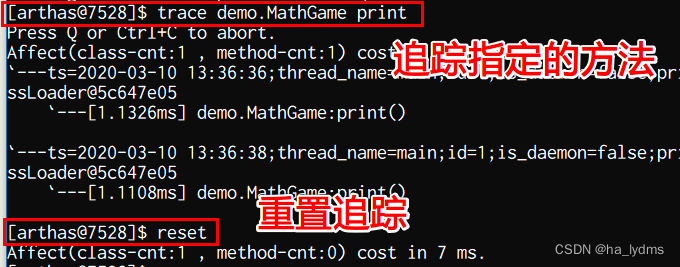 [arthas@7528]$ trace demo.MathGame print
Press Q or Ctrl+C to abort.
Affect(class-cnt:1 , method-cnt:1) cost
追踪指定的方法
`---ts=2020-03-10 13:36:36;thread_name=
ssLoader@5c647e05
`---[1.1326ms] demo.MathGame:print()
`---ts=2020-03-10 13:36:38;thread_name=main;id=1;is_daemon=false;pri
ssLoader@5c647e05
`---[1.1108ms] demo.MathGame:print()
重置追踪
[arthas@7528]$ reset
Affect(class-cnt:1 , method-cnt:0) cost in 7 ms.
CSDN @ha_lydms